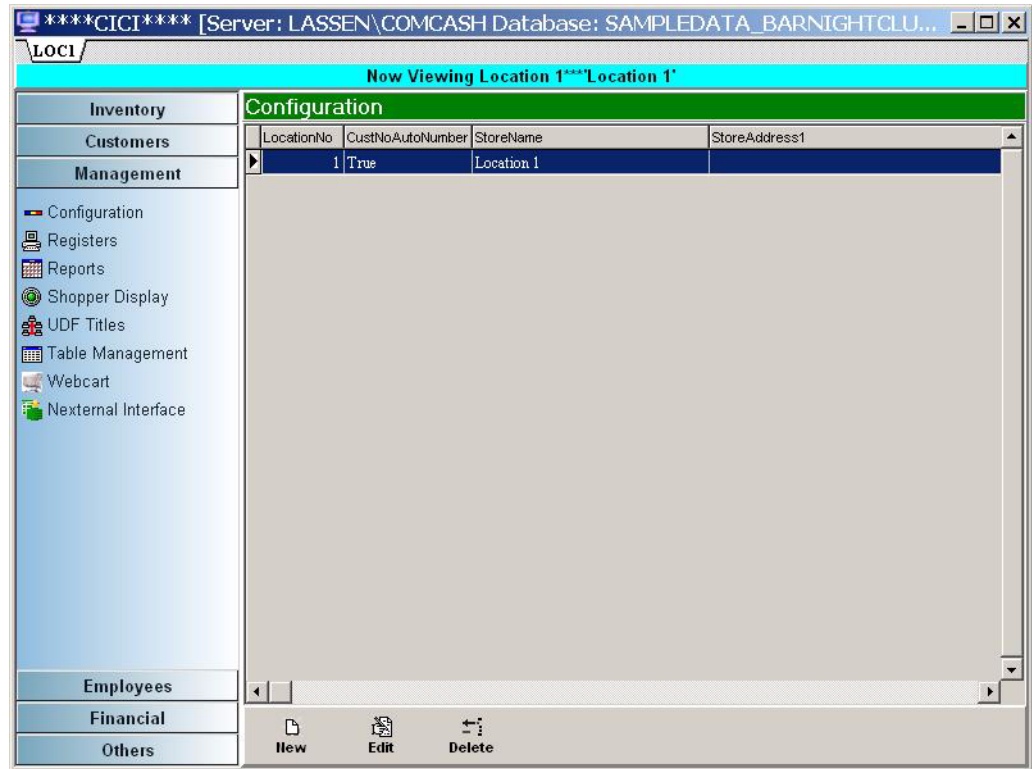 ****CICI**** [Server: LASSEN\COMCASH Database: SAMPLEDATA_BARNIGHTCLU...
LOC1
Now Viewing Location 1***'Location 1'
Inventory
Customers
Management
Configuration
Registers
Reports
Shopper Display
UDF Titles
Table Management
Webcart
Nexternal Interface
Employees
Financial
Others
Configuration
LocationNo CustNoAutoNumber StoreName StoreAddress1
1 True Location 1
New Edit Delete